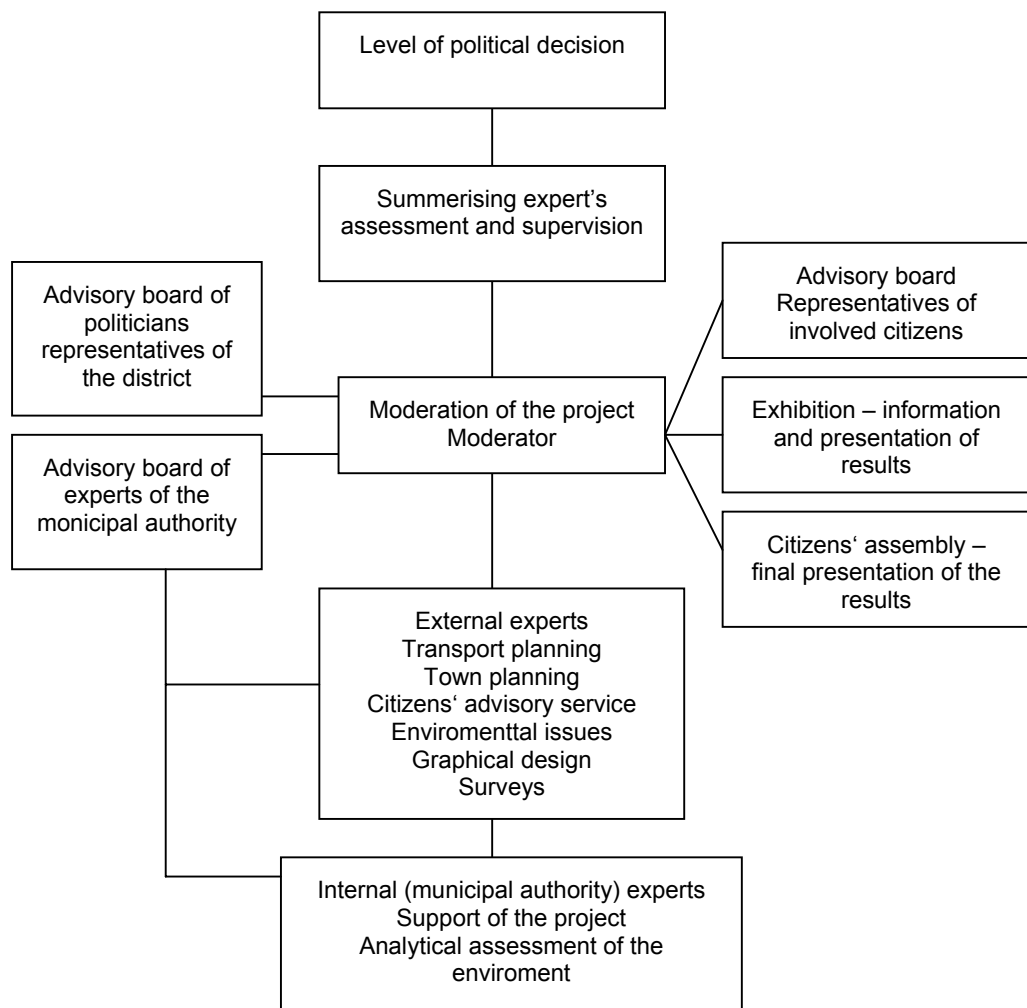 Level of political decision
Summerising expert's
assessment and supervision
Advisory board of
politicians
representatives of
the district
Advisory board
Representatives of
involved citizens
Moderation of the project
Moderator
Exhibition – information
and presentation of
results
Advisory board of
experts of the
monicipal authority
Citizens‘ assembly –
final presentation of the
results
External experts
Transport planning
Town planning
Citizens‘ advisory service
Enviromenttal issues
Graphical design
Surveys
Internal (municipal authority) experts
Support of the project
Analytical assessment of the
enviroment